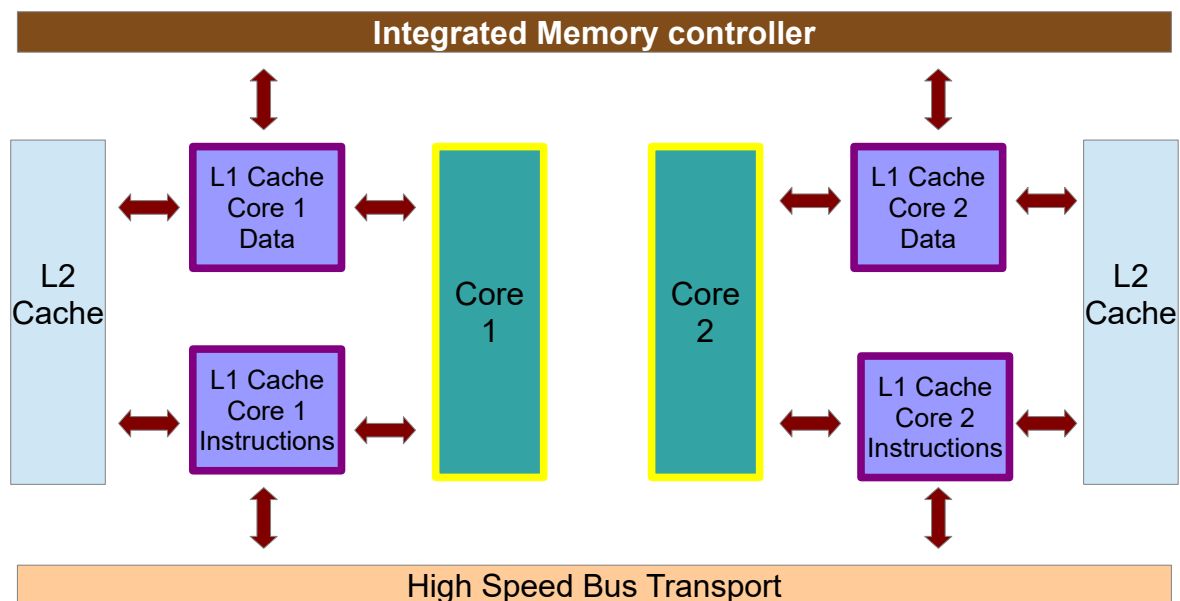 Integrated Memory controller
L1 Cache
Core 1
Data
L1 Cache
Core 2
Data
L2
Cache
Core
1
Core
2
L2
Cache
L1 Cache
Core 1
Instructions
L1 Cache
Core 2
Instructions
High Speed Bus Transport